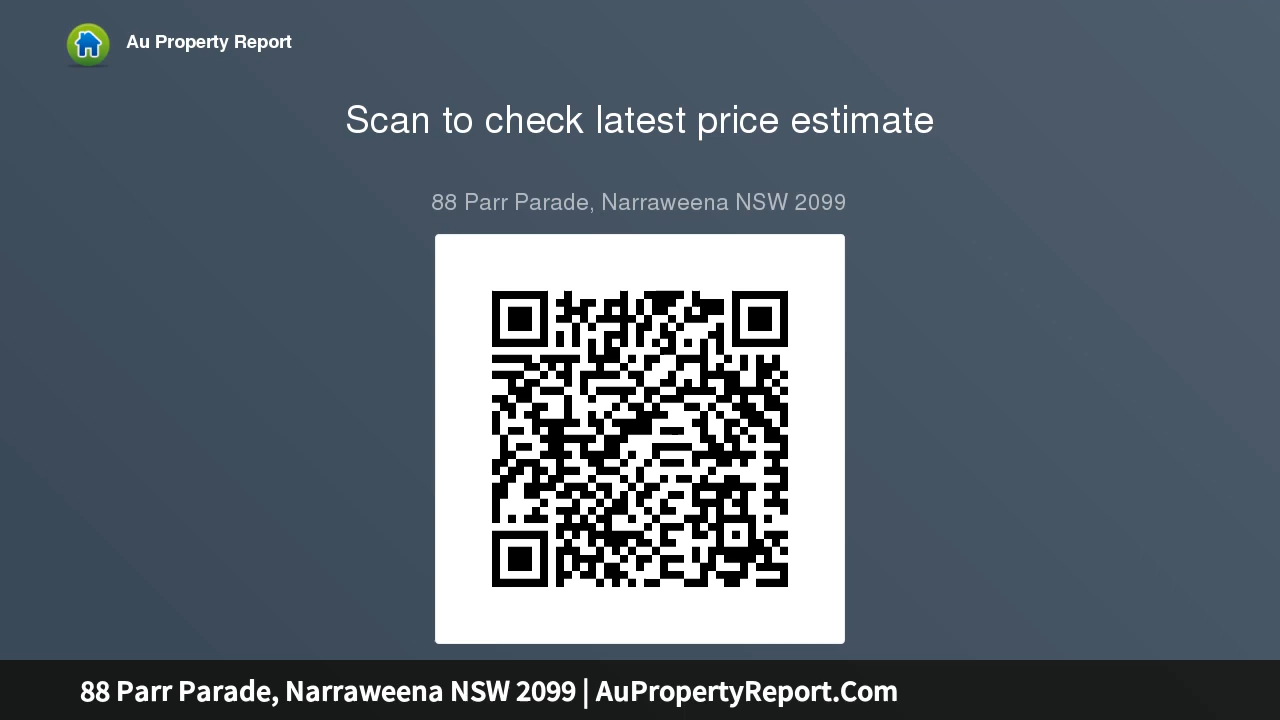 Au Property Report
Scan to check latest price estimate
88 Parr Parade, Narraweena NSW 2099
88 Parr Parade, Narraweena NSW 2099 | AuPropertyReport.Com